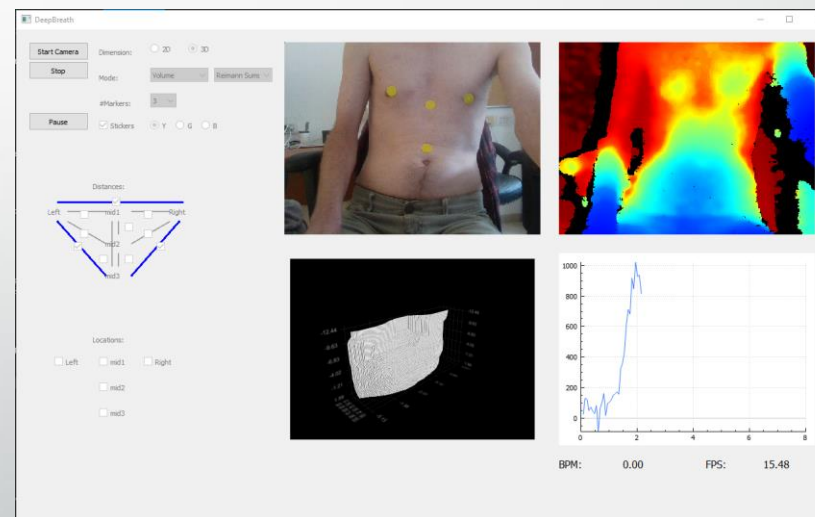 DeepBreath
Start Camera
Dimension: 2D 3D
Stop
Mode: Volume Reimann Sums
#Markers: 3
Pause
Stickers Y G B
Distances:
Left mid1 Right
mid2
mid3
Locations:
Left mid1 Right
mid2
mid3
-12.44
1000
800
600
400
200
0
0 2 4 6 8
BPM: 0.00 FPS: 15.48